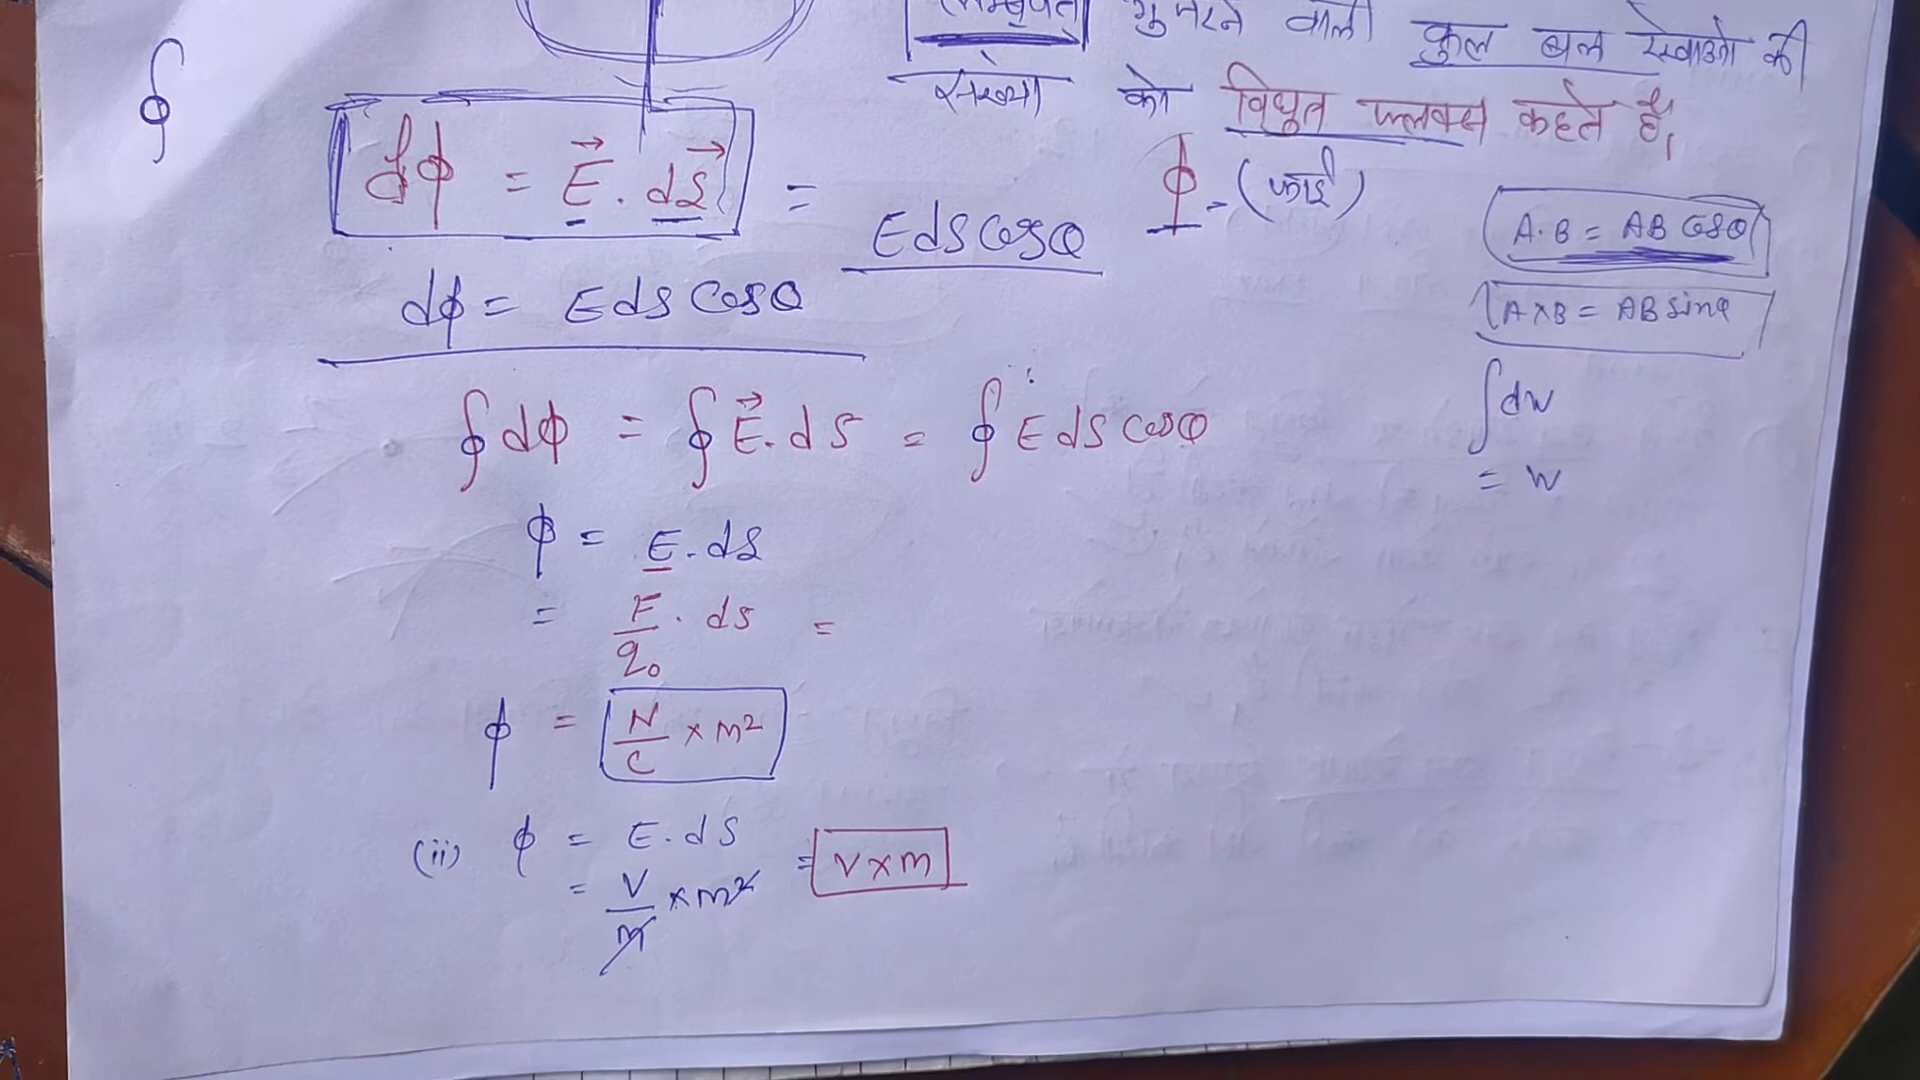 गुजरने वाली कुल बल रेखाओ की
संख्या को विधुत फ्लक्स कहते है।
∮
dϕ = E⃗ . dS⃗ = EdS Cosθ
ϕ - (फाई)
A.B = AB Cosθ
A×B = AB sinθ
dϕ = EdS Cosθ
∮dϕ = ∮E⃗.dS = ∮EdS cosθ
∫dw
= w
ϕ = E.dS
= F/q₀ . dS =
ϕ = N/C × m²
(ii) ϕ = E.dS
= V/m × m² = V×m